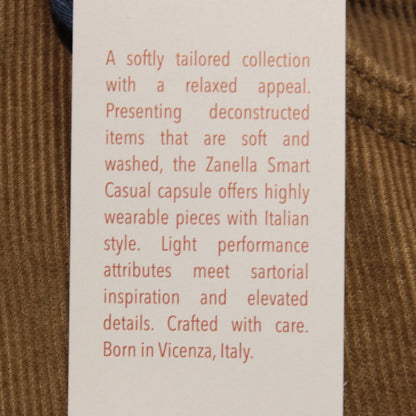 A softly tailored collection
with a relaxed appeal.
Presenting deconstructed
items that are soft and
washed, the Zanella Smart
Casual capsule offers highly
wearable pieces with Italian
style. Light performance
attributes meet sartorial
inspiration and elevated
details. Crafted with care.
Born in Vicenza, Italy.